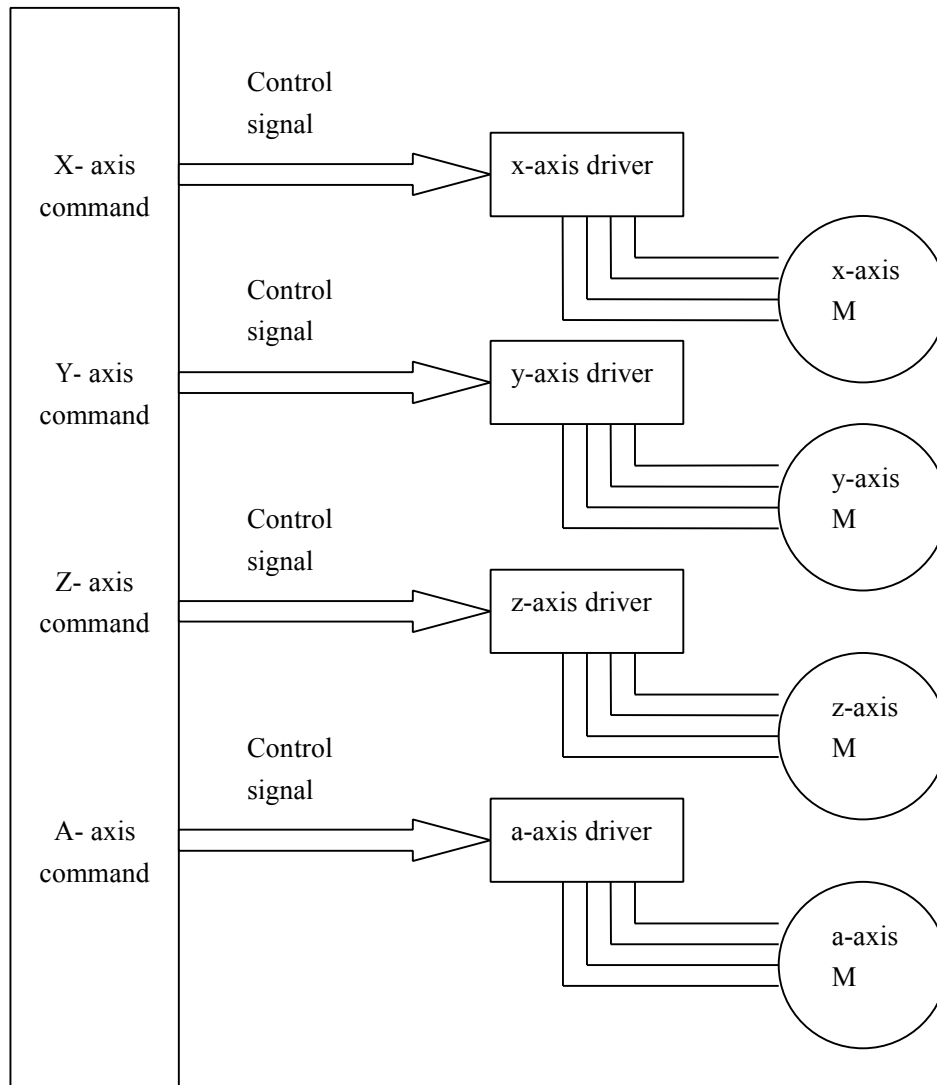 Control
signal
X- axis
command
x-axis driver
x-axis
M
Control
signal
Y- axis
command
y-axis driver
y-axis
M
Control
signal
Z- axis
command
z-axis driver
z-axis
M
Control
signal
A- axis
command
a-axis driver
a-axis
M